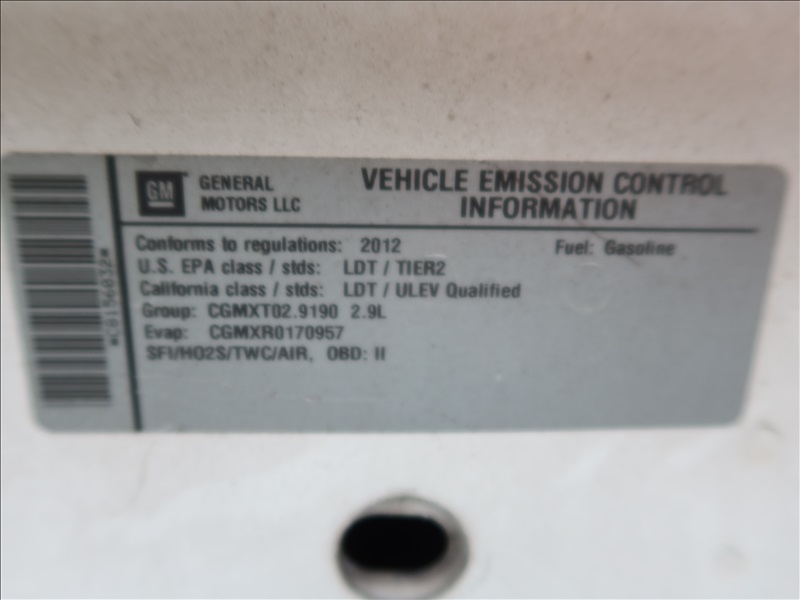 GM
GENERAL
MOTORS LLC
VEHICLE EMISSION CONTROL
INFORMATION
Conforms to regulations: 2012 Fuel: Gasoline
U.S. EPA class / stds: LDT / TIER2
California class / stds: LDT / ULEV Qualified
Group: CGMXT02.9190 2.9L
Evap: CGMXR0170957
SFI/HO2S/TWC/AIR, OBD: II
*CB156032*